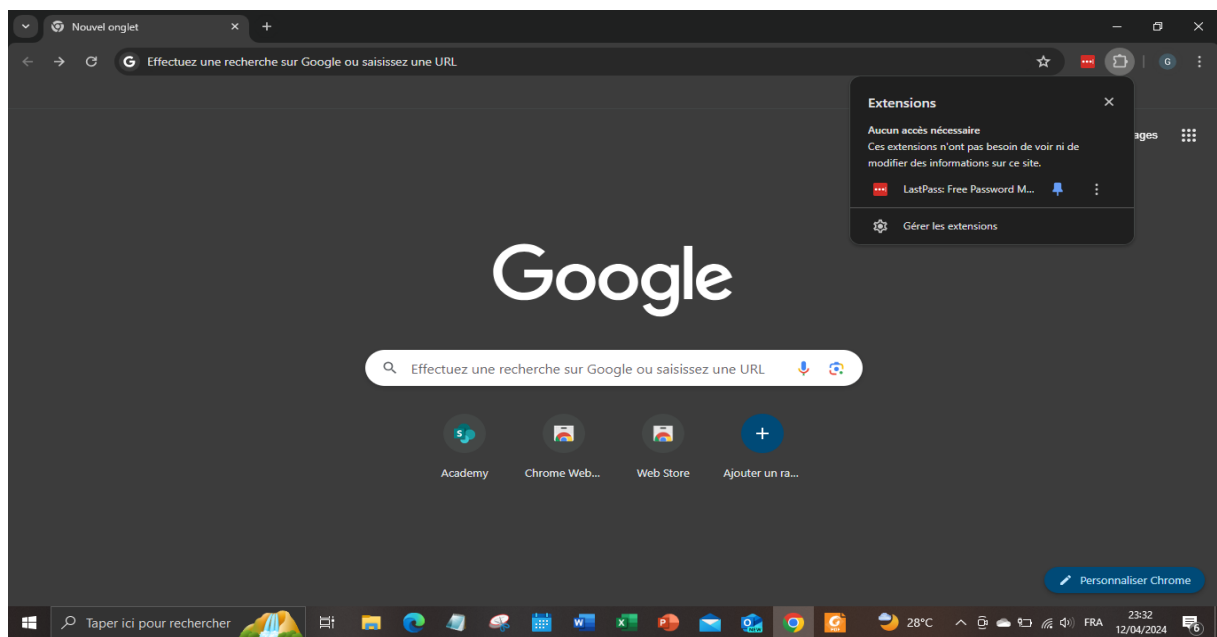 Nouvel onglet
G Effectuez une recherche sur Google ou saisissez une URL
G
Extensions
Aucun accès nécessaire
Ces extensions n'ont pas besoin de voir ni de
modifier des informations sur ce site.
LastPass: Free Password M...
Gérer les extensions
ages
Google
Effectuez une recherche sur Google ou saisissez une URL
S
Academy
Chrome Web...
Web Store
Ajouter un ra...
Personnaliser Chrome
Taper ici pour rechercher
28°C
FRA
23:32
12/04/2024
6